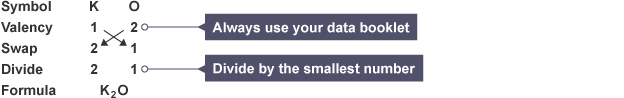 Symbol K O
Valency 1 2 Always use your data booklet
Swap 2 1
Divide 2 1 Divide by the smallest number
Formula K₂O